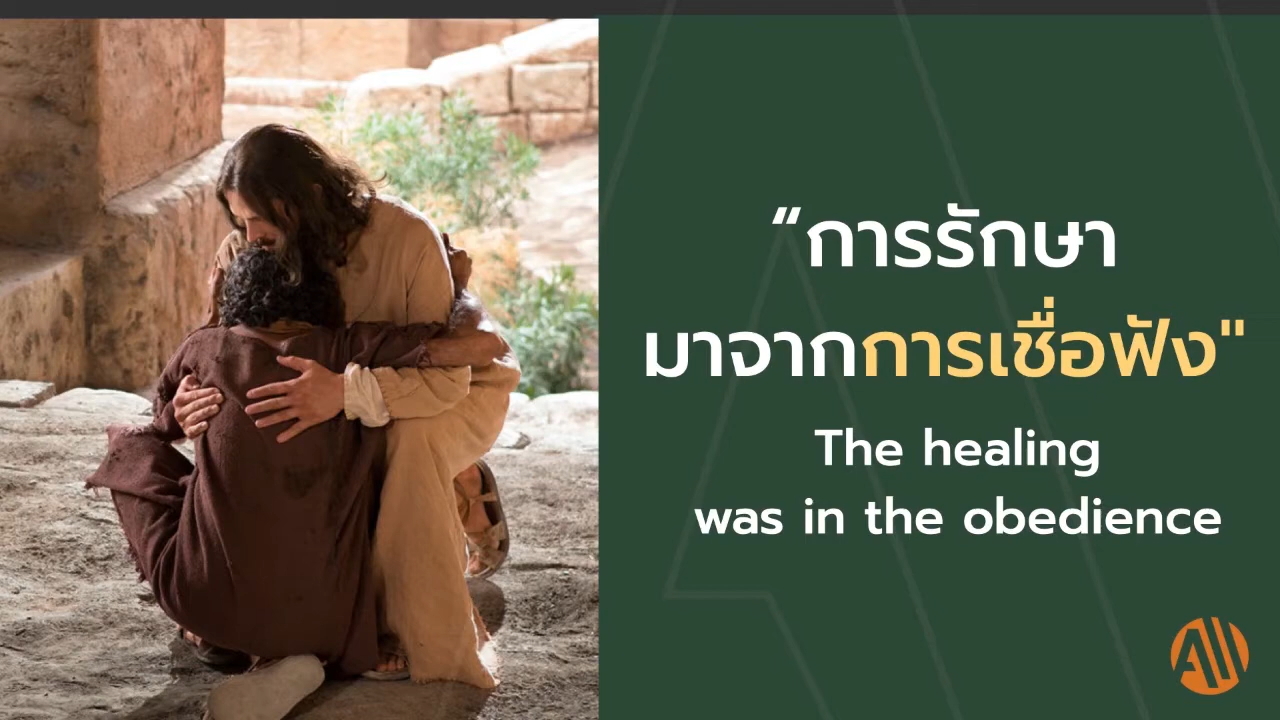 “การรักษา
มาจากการเชื่อฟัง"
The healing
was in the obedience
AW